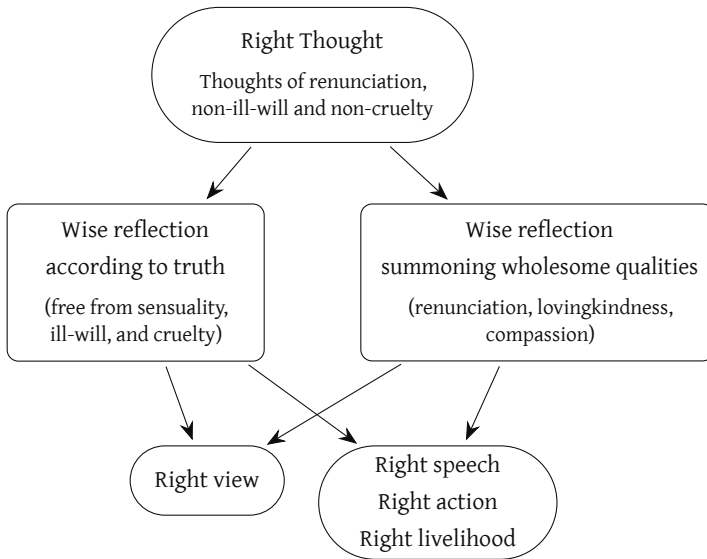 Right Thought
Thoughts of renunciation,
non-ill-will and non-cruelty
Wise reflection
according to truth
(free from sensuality,
ill-will, and cruelty)
Wise reflection
summoning wholesome qualities
(renunciation, lovingkindness,
compassion)
Right view
Right speech
Right action
Right livelihood